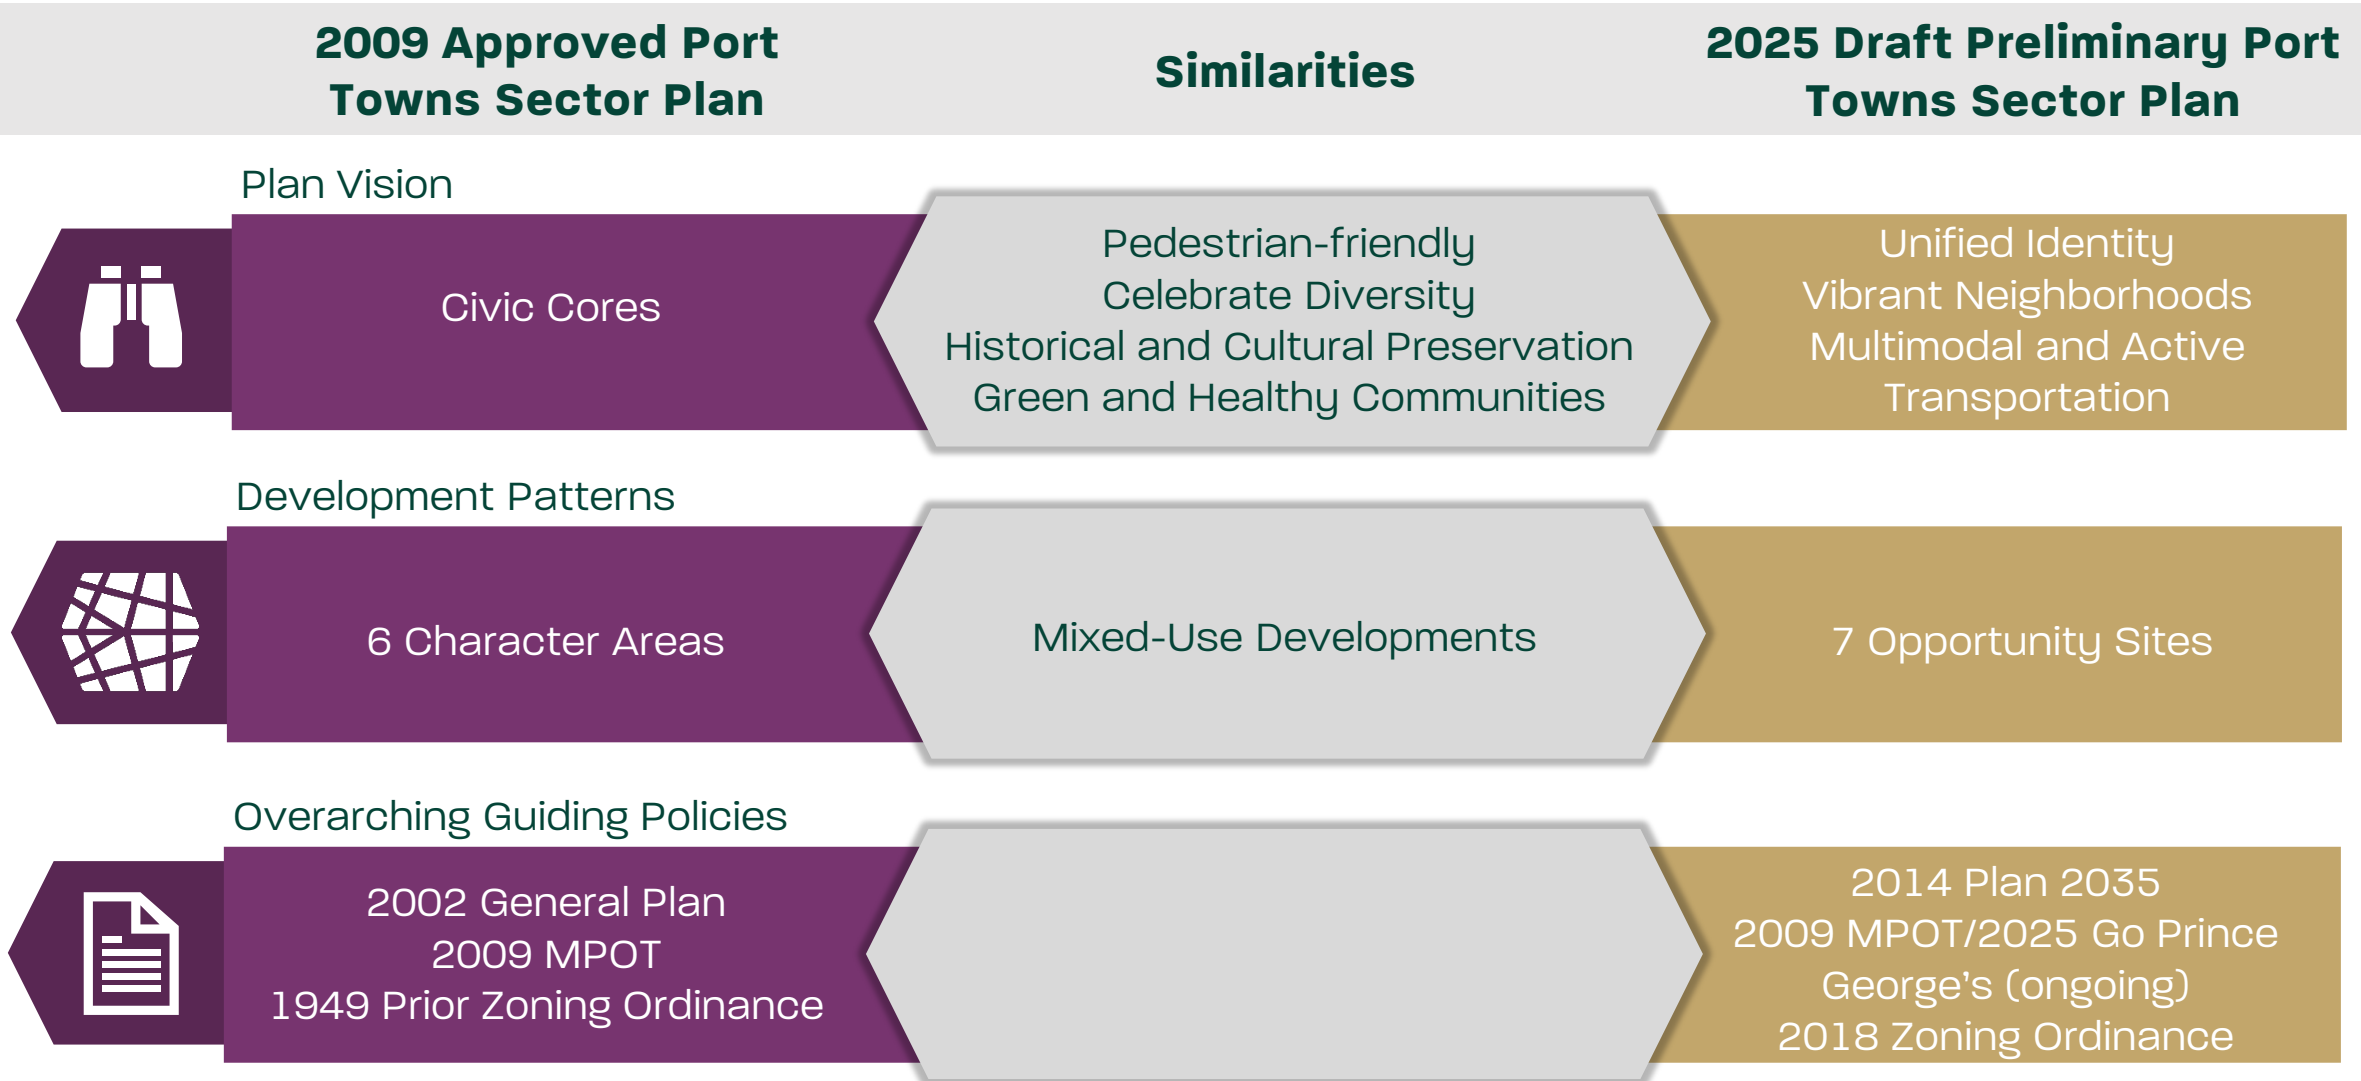 2009 Approved Port
Towns Sector Plan
Similarities
2025 Draft Preliminary Port
Towns Sector Plan
Plan Vision
Civic Cores
Pedestrian-friendly
Celebrate Diversity
Historical and Cultural Preservation
Green and Healthy Communities
Unified Identity
Vibrant Neighborhoods
Multimodal and Active
Transportation
Development Patterns
6 Character Areas
Mixed-Use Developments
7 Opportunity Sites
Overarching Guiding Policies
2002 General Plan
2009 MPOT
1949 Prior Zoning Ordinance
2014 Plan 2035
2009 MPOT/2025 Go Prince
George’s (ongoing)
2018 Zoning Ordinance